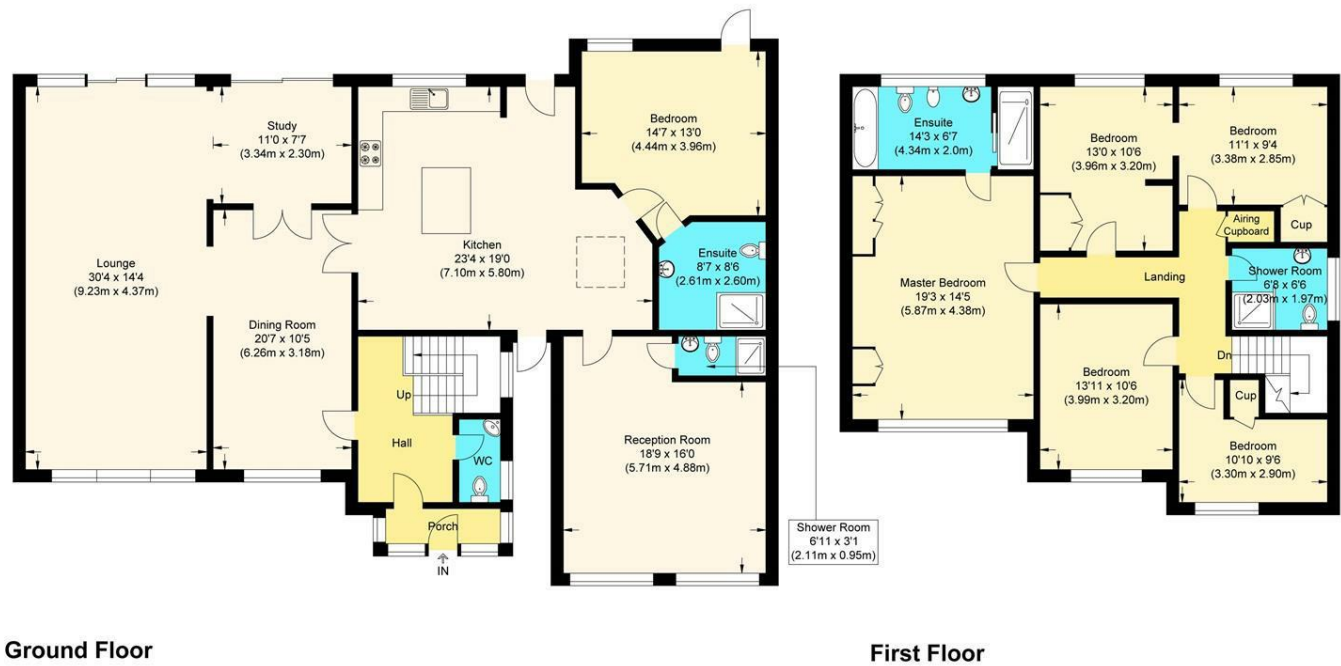 Study
11'0 x 7'7
(3.34m x 2.30m)
Bedroom
14'7 x 13'0
(4.44m x 3.96m)
Lounge
30'4 x 14'4
(9.23m x 4.37m)
Kitchen
23'4 x 19'0
(7.10m x 5.80m)
Ensuite
8'7 x 8'6
(2.61m x 2.60m)
Dining Room
20'7 x 10'5
(6.26m x 3.18m)
Up
Hall
WC
Porch
IN
Reception Room
18'9 x 16'0
(5.71m x 4.88m)
Shower Room
6'11 x 3'1
(2.11m x 0.95m)
Ground Floor
Ensuite
14'3 x 6'7
(4.34m x 2.0m)
Bedroom
13'0 x 10'6
(3.96m x 3.20m)
Bedroom
11'1 x 9'4
(3.38m x 2.85m)
Airing
Cupboard
Cup
Landing
Shower Room
6'8 x 6'6
(2.03m x 1.97m)
Master Bedroom
19'3 x 14'5
(5.87m x 4.38m)
Dn
Bedroom
13'11 x 10'6
(3.99m x 3.20m)
Cup
Bedroom
10'10 x 9'6
(3.30m x 2.90m)
First Floor